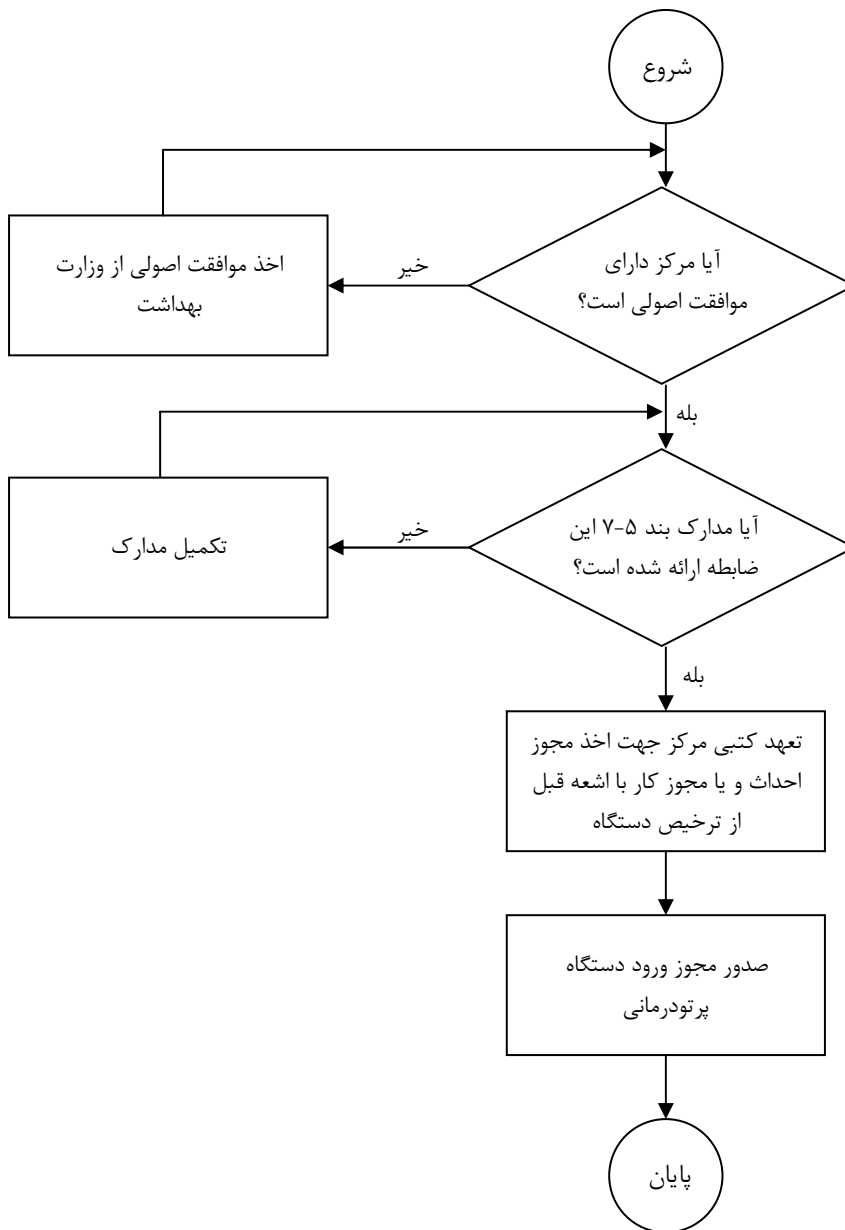 شروع
آیا مرکز دارای
موافقت اصولی است؟
خیر
اخذ موافقت اصولی از وزارت
بهداشت
بله
آیا مدارک بند ۵-۷ این
ضابطه ارائه شده است؟
خیر
تکمیل مدارک
بله
تعهد کتبی مرکز جهت اخذ مجوز
احداث و یا مجوز کار با اشعه قبل
از ترخیص دستگاه
صدور مجوز ورود دستگاه
پرتودرمانی
پایان